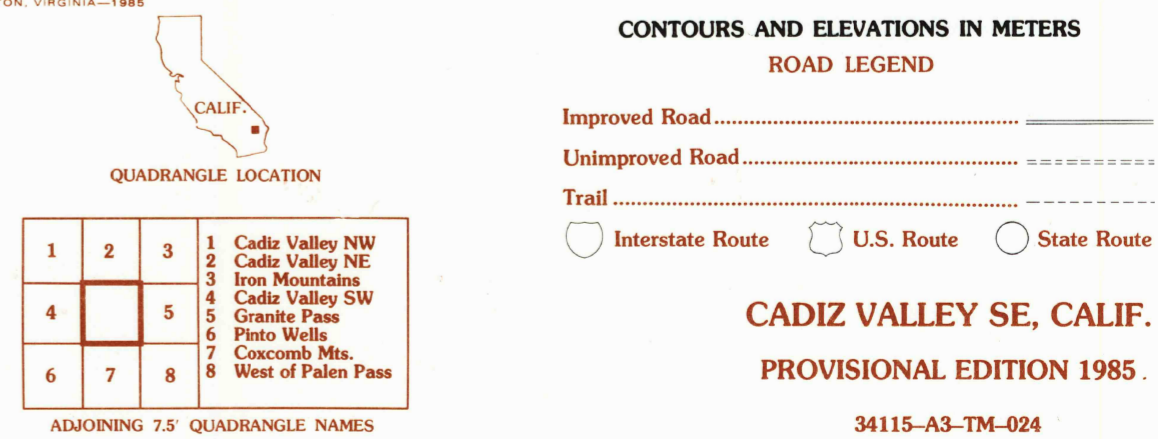 TON, VIRGINIA—1985
CALIF.
QUADRANGLE LOCATION
1 2 3
4 5
6 7 8
1 Cadiz Valley NW
2 Cadiz Valley NE
3 Iron Mountains
4 Cadiz Valley SW
5 Granite Pass
6 Pinto Wells
7 Coxcomb Mts.
8 West of Palen Pass
ADJOINING 7.5' QUADRANGLE NAMES
CONTOURS AND ELEVATIONS IN METERS
ROAD LEGEND
Improved Road
Unimproved Road
Trail
Interstate Route U.S. Route State Route
CADIZ VALLEY SE, CALIF.
PROVISIONAL EDITION 1985
34115–A3–TM–024